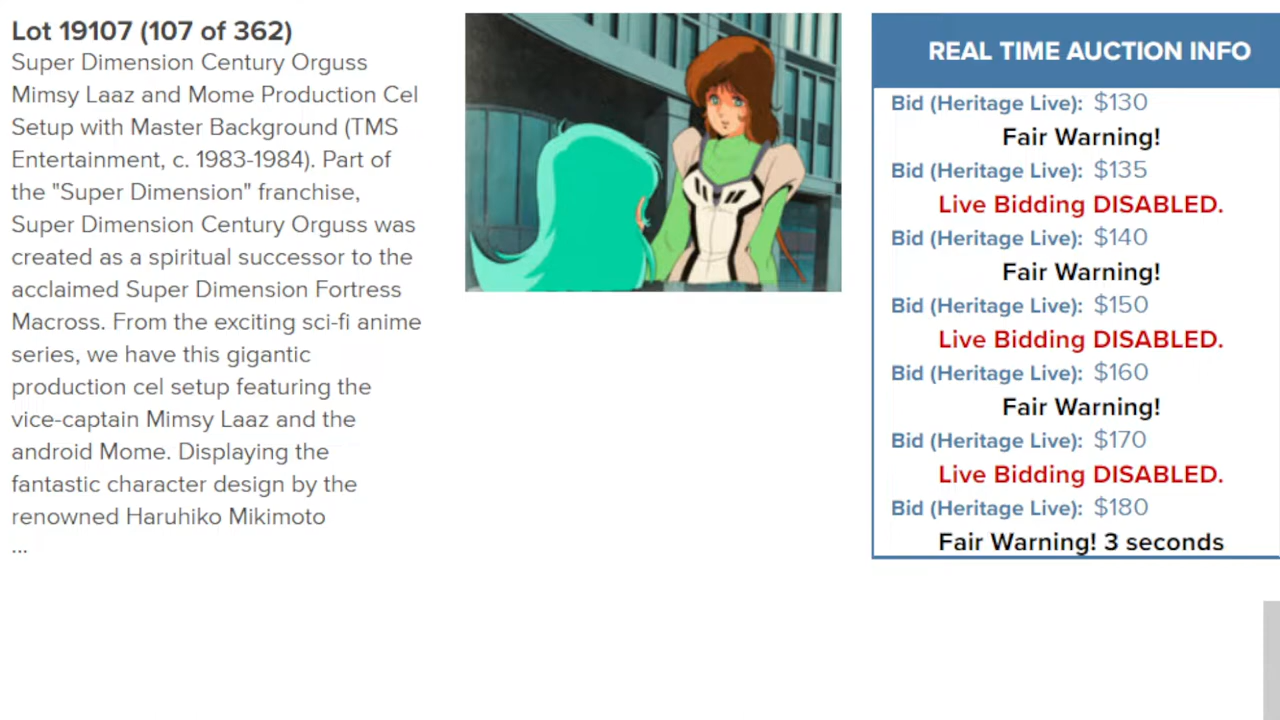 Lot 19107 (107 of 362)
Super Dimension Century Orguss
Mimsy Laaz and Mome Production Cel
Setup with Master Background (TMS
Entertainment, c. 1983-1984). Part of
the "Super Dimension" franchise,
Super Dimension Century Orguss was
created as a spiritual successor to the
acclaimed Super Dimension Fortress
Macross. From the exciting sci-fi anime
series, we have this gigantic
production cel setup featuring the
vice-captain Mimsy Laaz and the
android Mome. Displaying the
fantastic character design by the
renowned Haruhiko Mikimoto
...
REAL TIME AUCTION INFO
Bid (Heritage Live): $130
Fair Warning!
Bid (Heritage Live): $135
Live Bidding DISABLED.
Bid (Heritage Live): $140
Fair Warning!
Bid (Heritage Live): $150
Live Bidding DISABLED.
Bid (Heritage Live): $160
Fair Warning!
Bid (Heritage Live): $170
Live Bidding DISABLED.
Bid (Heritage Live): $180
Fair Warning! 3 seconds